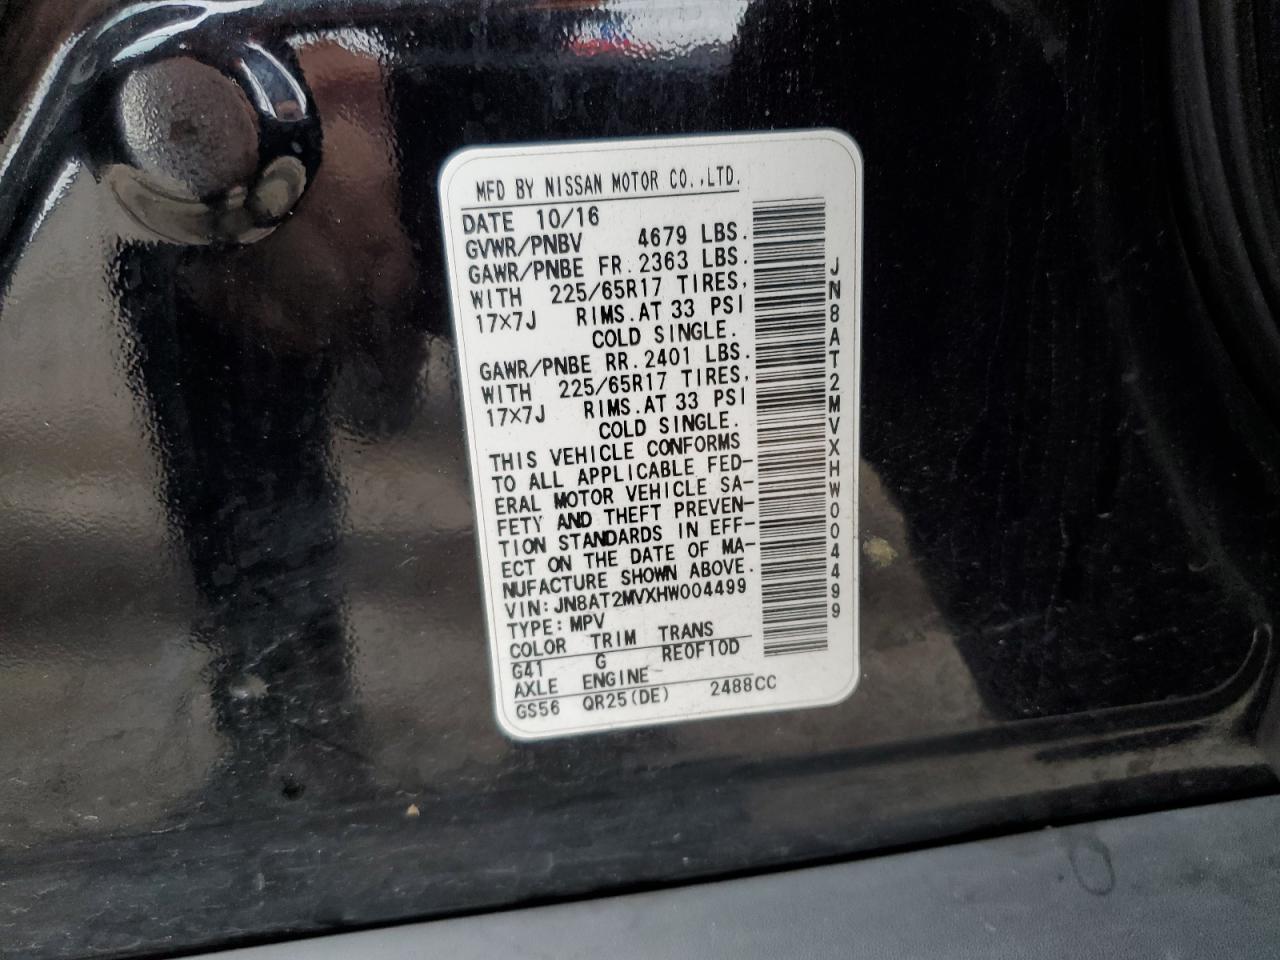 MFD BY NISSAN MOTOR CO.,LTD.
DATE 10/16
GVWR/PNBV 4679 LBS.
GAWR/PNBE FR.2363 LBS.
WITH 225/65R17 TIRES,
17×7J RIMS.AT 33 PSI
COLD SINGLE.
GAWR/PNBE RR.2401 LBS.
WITH 225/65R17 TIRES,
17×7J RIMS.AT 33 PSI
COLD SINGLE.
THIS VEHICLE CONFORMS
TO ALL APPLICABLE FED-
ERAL MOTOR VEHICLE SA-
FETY AND THEFT PREVEN-
TION STANDARDS IN EFF-
ECT ON THE DATE OF MA-
NUFACTURE SHOWN ABOVE.
VIN:JN8AT2MVXHW004499
TYPE:MPV
COLOR TRIM TRANS
G41 G RE0F10D
AXLE ENGINE
GS56 QR25(DE) 2488CC
JN8AT2MVXHW004499